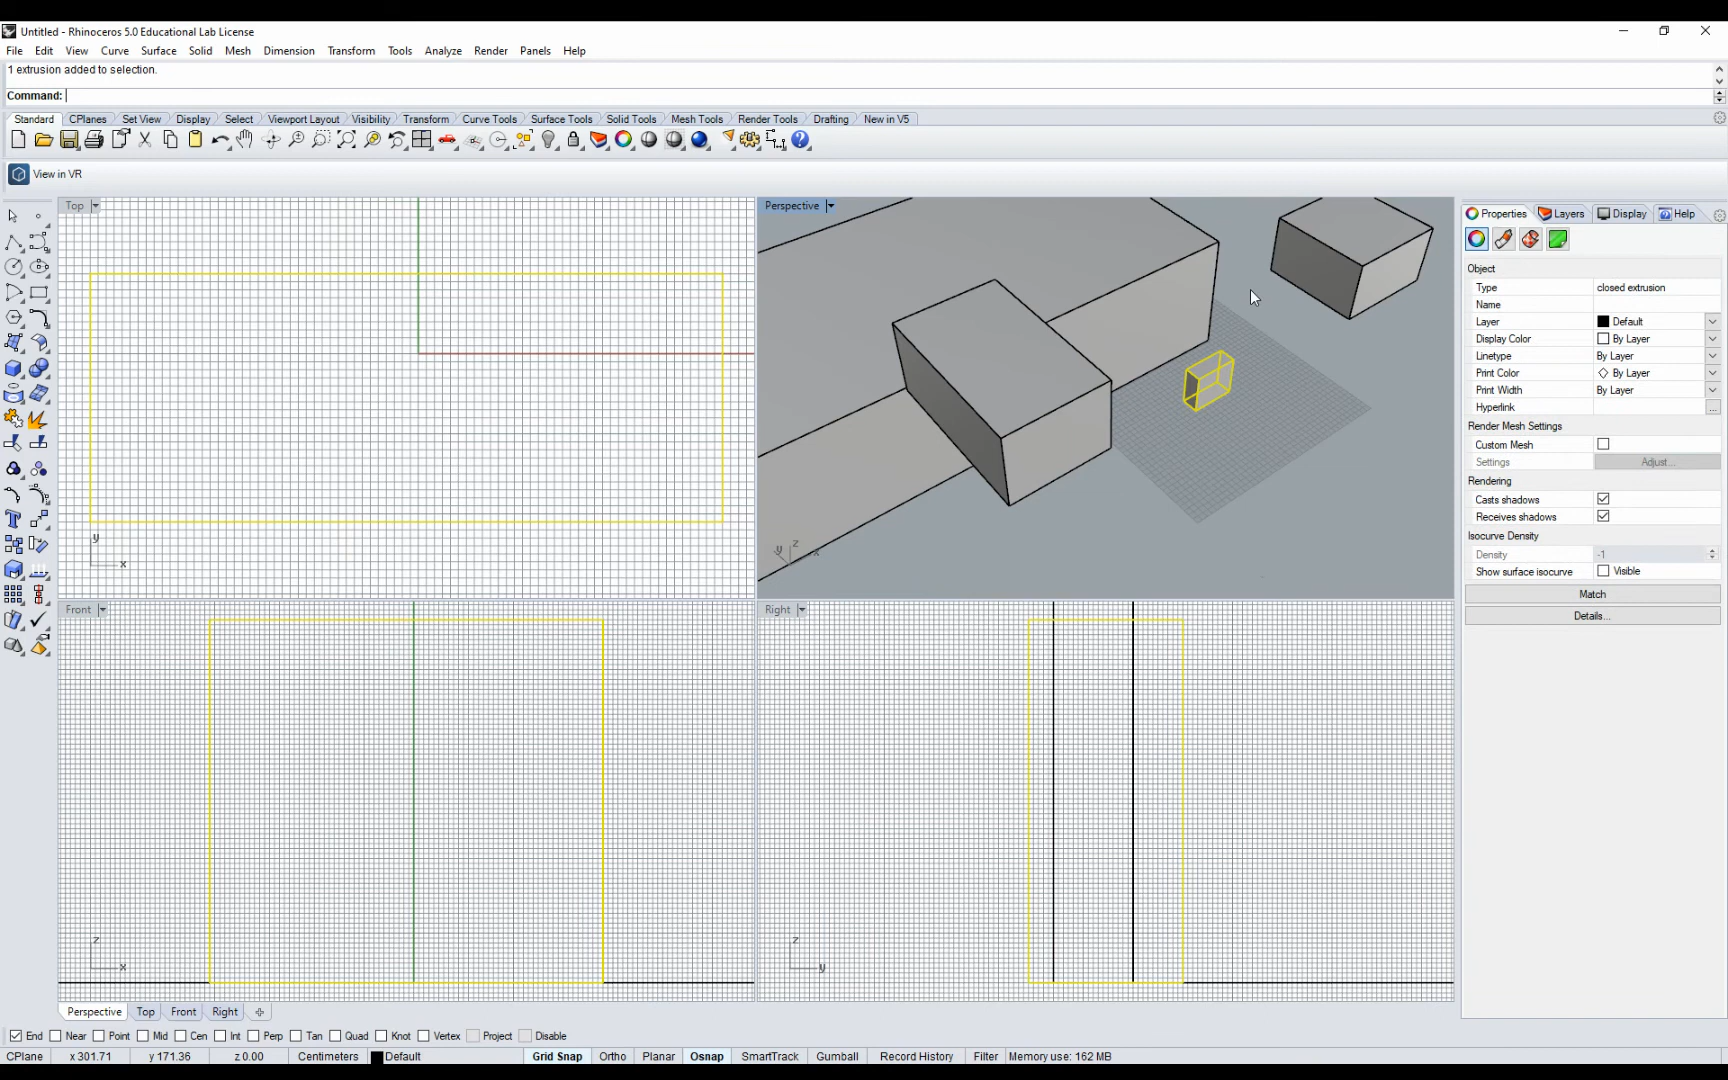 Untitled - Rhinoceros 5.0 Educational Lab License
File Edit View Curve Surface Solid Mesh Dimension Transform Tools Analyze Render Panels Help
1 extrusion added to selection.
Command:
Standard CPlanes Set View Display Select Viewport Layout Visibility Transform Curve Tools Surface Tools Solid Tools Mesh Tools Render Tools Drafting New in V5
View in VR
Top
Perspective
Properties Layers Display Help
Object
Type closed extrusion
Name
Layer Default
Display Color By Layer
Linetype By Layer
Print Color By Layer
Print Width By Layer
Hyperlink ...
Render Mesh Settings
Custom Mesh
Settings Adjust...
Rendering
Casts shadows
Receives shadows
Isocurve Density
Density -1
Show surface isocurve Visible
Match
Details...
y
x
y z x
Front
Right
z
x
z
y
Perspective Top Front Right
End Near Point Mid Cen Int Perp Tan Quad Knot Vertex Project Disable
CPlane x 301.71 y 171.36 z 0.00 Centimeters Default Grid Snap Ortho Planar Osnap SmartTrack Gumball Record History Filter Memory use: 162 MB